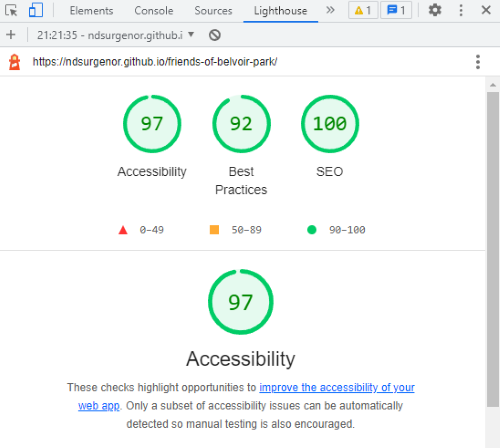 Elements Console Sources Lighthouse » 1 1
+ 21:21:35 - ndsurgenor.github.i
https://ndsurgenor.github.io/friends-of-belvoir-park/
97 92 100
Accessibility Best Practices SEO
0–49 50–89 90–100
97
Accessibility
These checks highlight opportunities to improve the accessibility of your
web app. Only a subset of accessibility issues can be automatically
detected so manual testing is also encouraged.